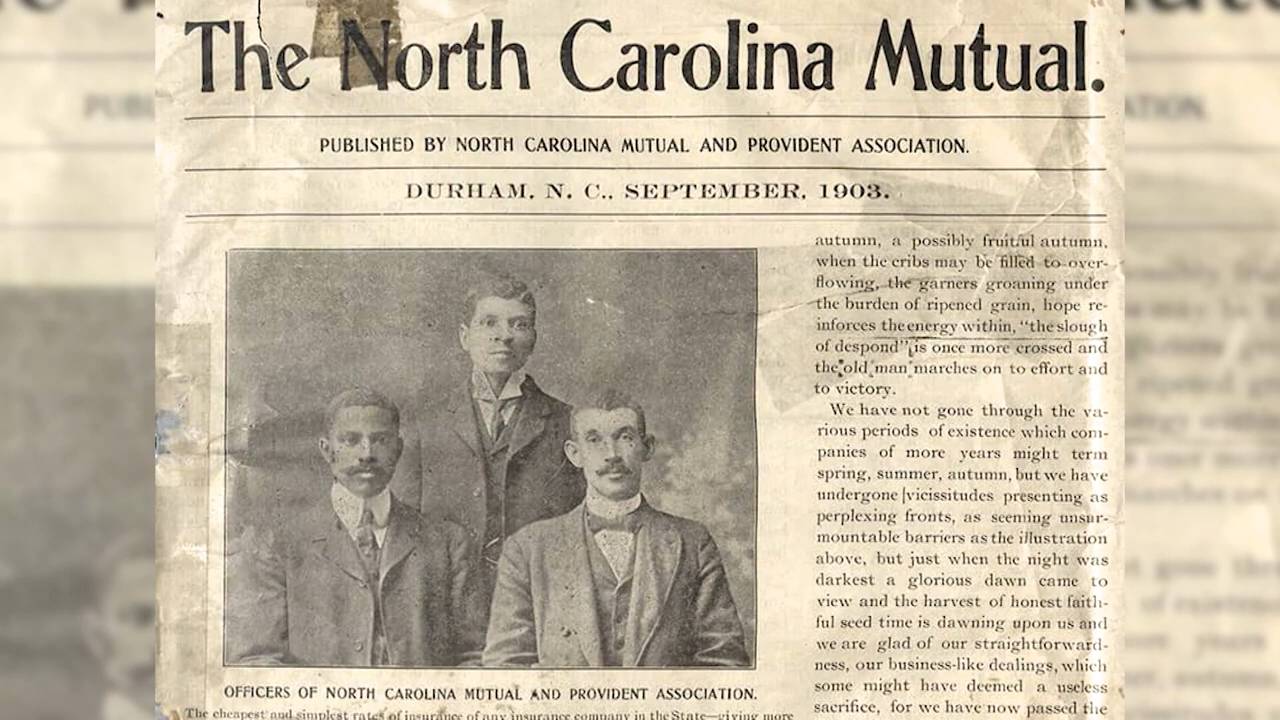 The North Carolina Mutual.
PUBLISHED BY NORTH CAROLINA MUTUAL AND PROVIDENT ASSOCIATION.
DURHAM, N. C., SEPTEMBER, 1903.
OFFICERS OF NORTH CAROLINA MUTUAL AND PROVIDENT ASSOCIATION.
The cheapest and simplest rates of insurance of any insurance company in the State—giving more
autumn, a possibly fruitful autumn,
when the cribs may be filled to over-
flowing, the garners groaning under
the burden of ripened grain, hope re-
inforces the energy within, "the slough
of despond" is once more crossed and
the old man marches on to effort and
to victory.
We have not gone through the va-
rious periods of existence which com-
panies of more years might term
spring, summer, autumn, but we have
undergone vicissitudes presenting as
perplexing fronts, as seeming unsur-
mountable barriers as the illustration
above, but just when the night was
darkest a glorious dawn came to
view and the harvest of honest faith-
ful seed time is dawning upon us and
we are glad of our straightforward-
ness, our business-like dealings, which
some might have deemed a useless
sacrifice, for we have now passed the